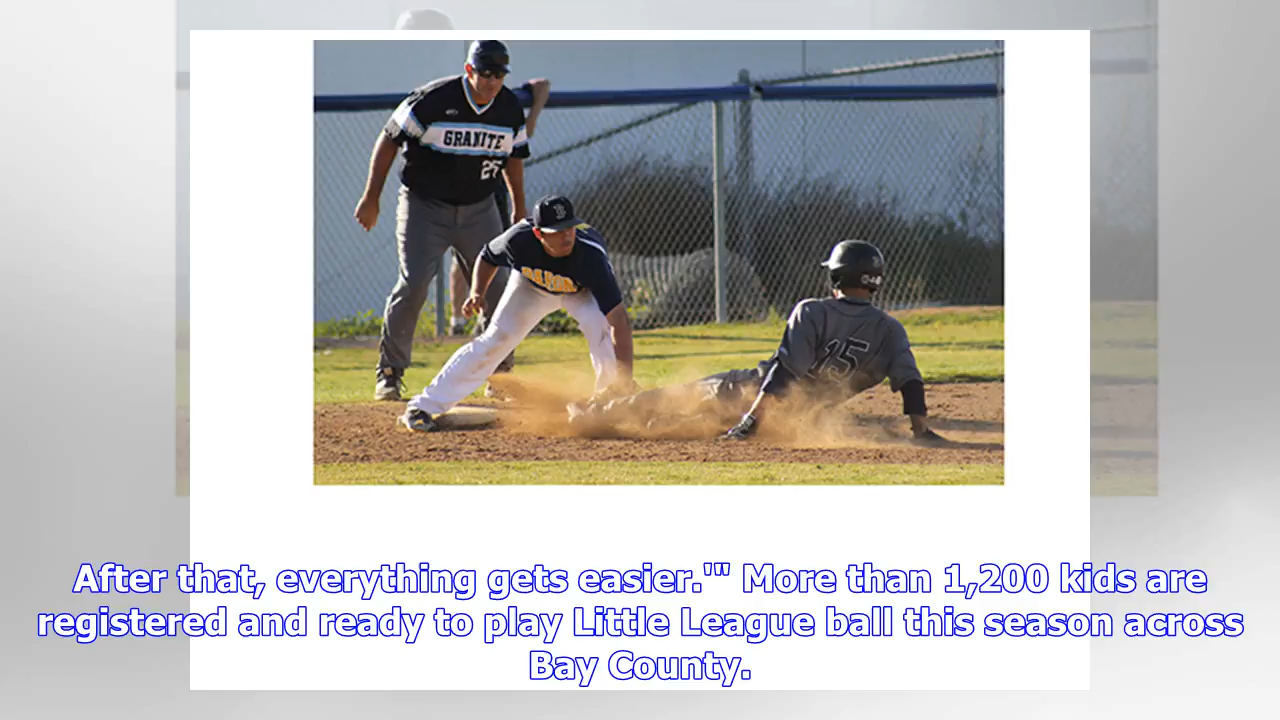 GRANITE
25
15
After that, everything gets easier.'" More than 1,200 kids are
registered and ready to play Little League ball this season across
Bay County.